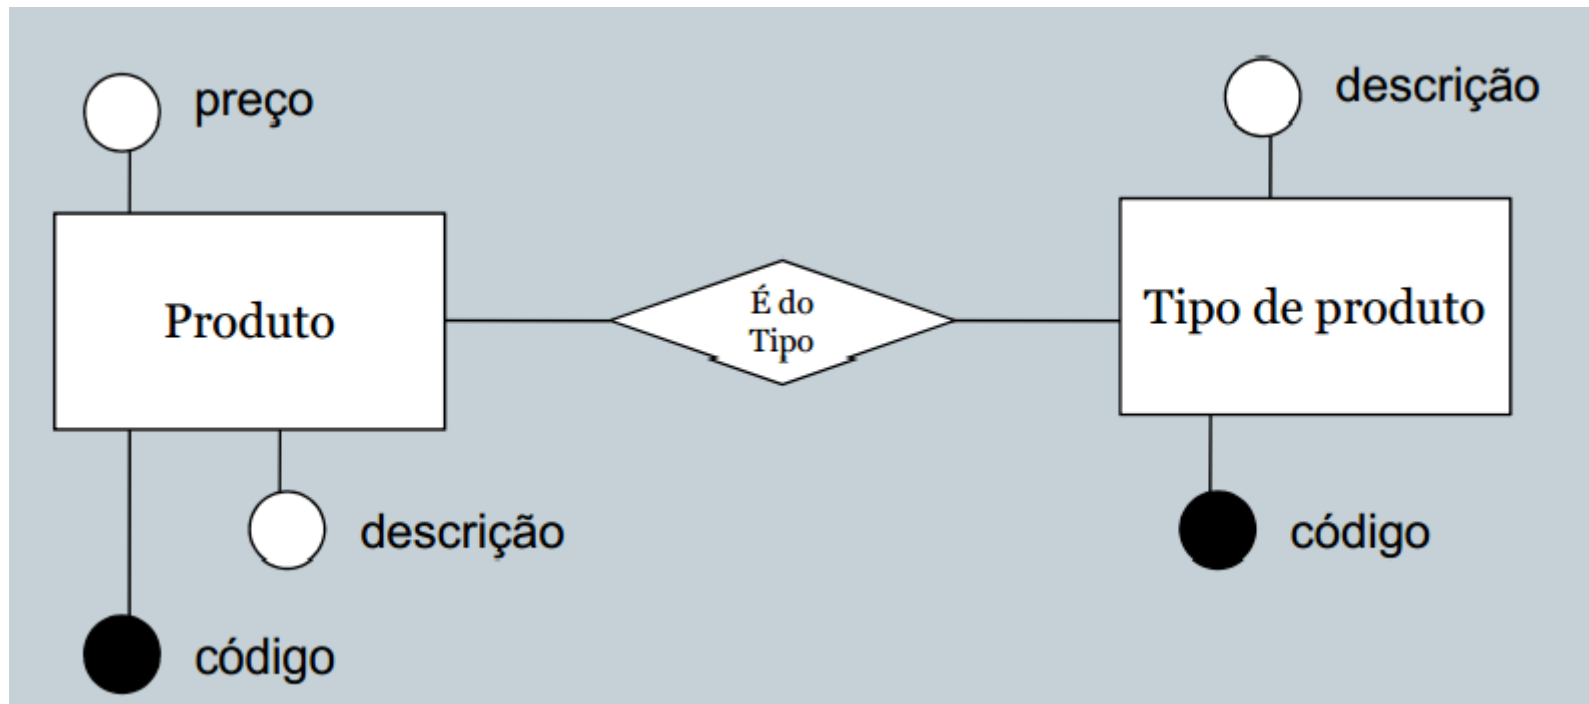 preço
descrição
Produto
É do
Tipo
Tipo de produto
descrição
código
código